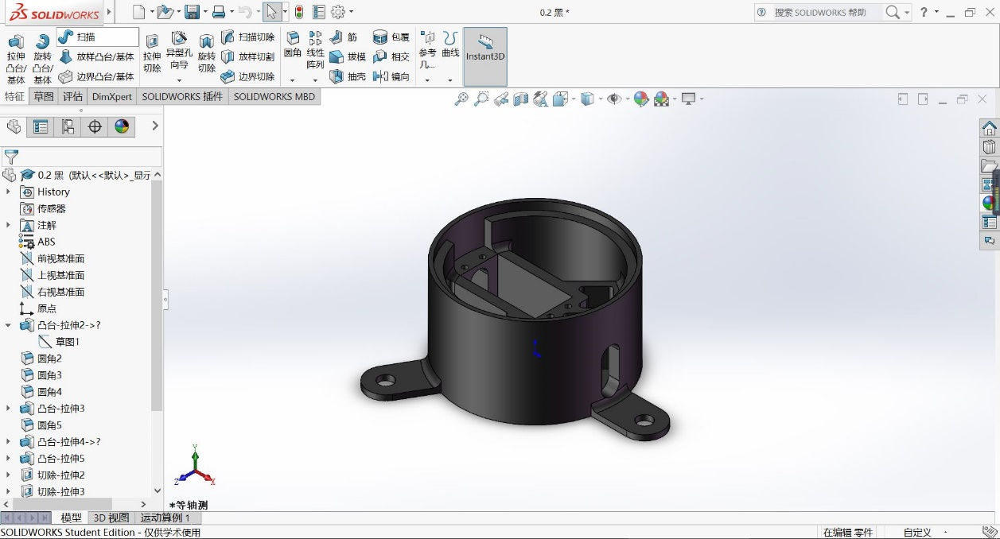 SOLIDWORKS
0.2 黑 *
搜索 SOLIDWORKS 帮助
?
拉伸凸台/基体
旋转凸台/基体
扫描
放样凸台/基体
边界凸台/基体
拉伸切除
异型孔向导
旋转切除
扫描切除
放样切割
边界切除
圆角
线性阵列
筋
拔模
抽壳
包覆
相交
镜向
参考几...
曲线
Instant3D
特征 草图 评估 DimXpert SOLIDWORKS 插件 SOLIDWORKS MBD
0.2 黑 (默认<<默认>_显示
History
传感器
注解
ABS
前视基准面
上视基准面
右视基准面
原点
凸台-拉伸2->?
草图1
圆角2
圆角3
圆角4
凸台-拉伸3
圆角5
凸台-拉伸4->?
凸台-拉伸5
切除-拉伸2
切除-拉伸3
Y
Z
X
*等轴测
模型 3D 视图 运动算例 1
SOLIDWORKS Student Edition - 仅供学术使用
在编辑 零件
自定义